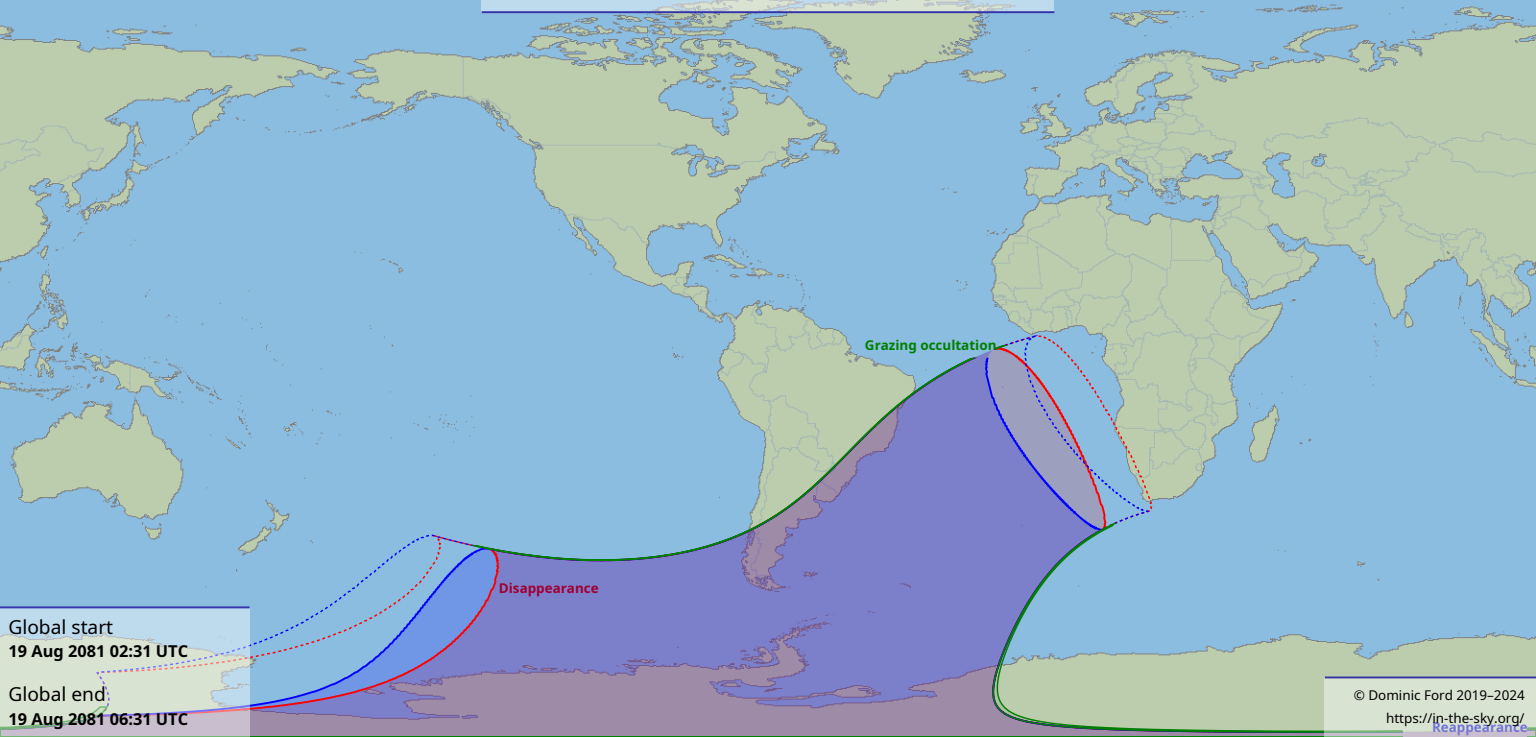 Grazing occultation
Disappearance
Global start
19 Aug 2081 02:31 UTC
Global end
19 Aug 2081 06:31 UTC
© Dominic Ford 2019–2024
https://in-the-sky.org/
Reappearance